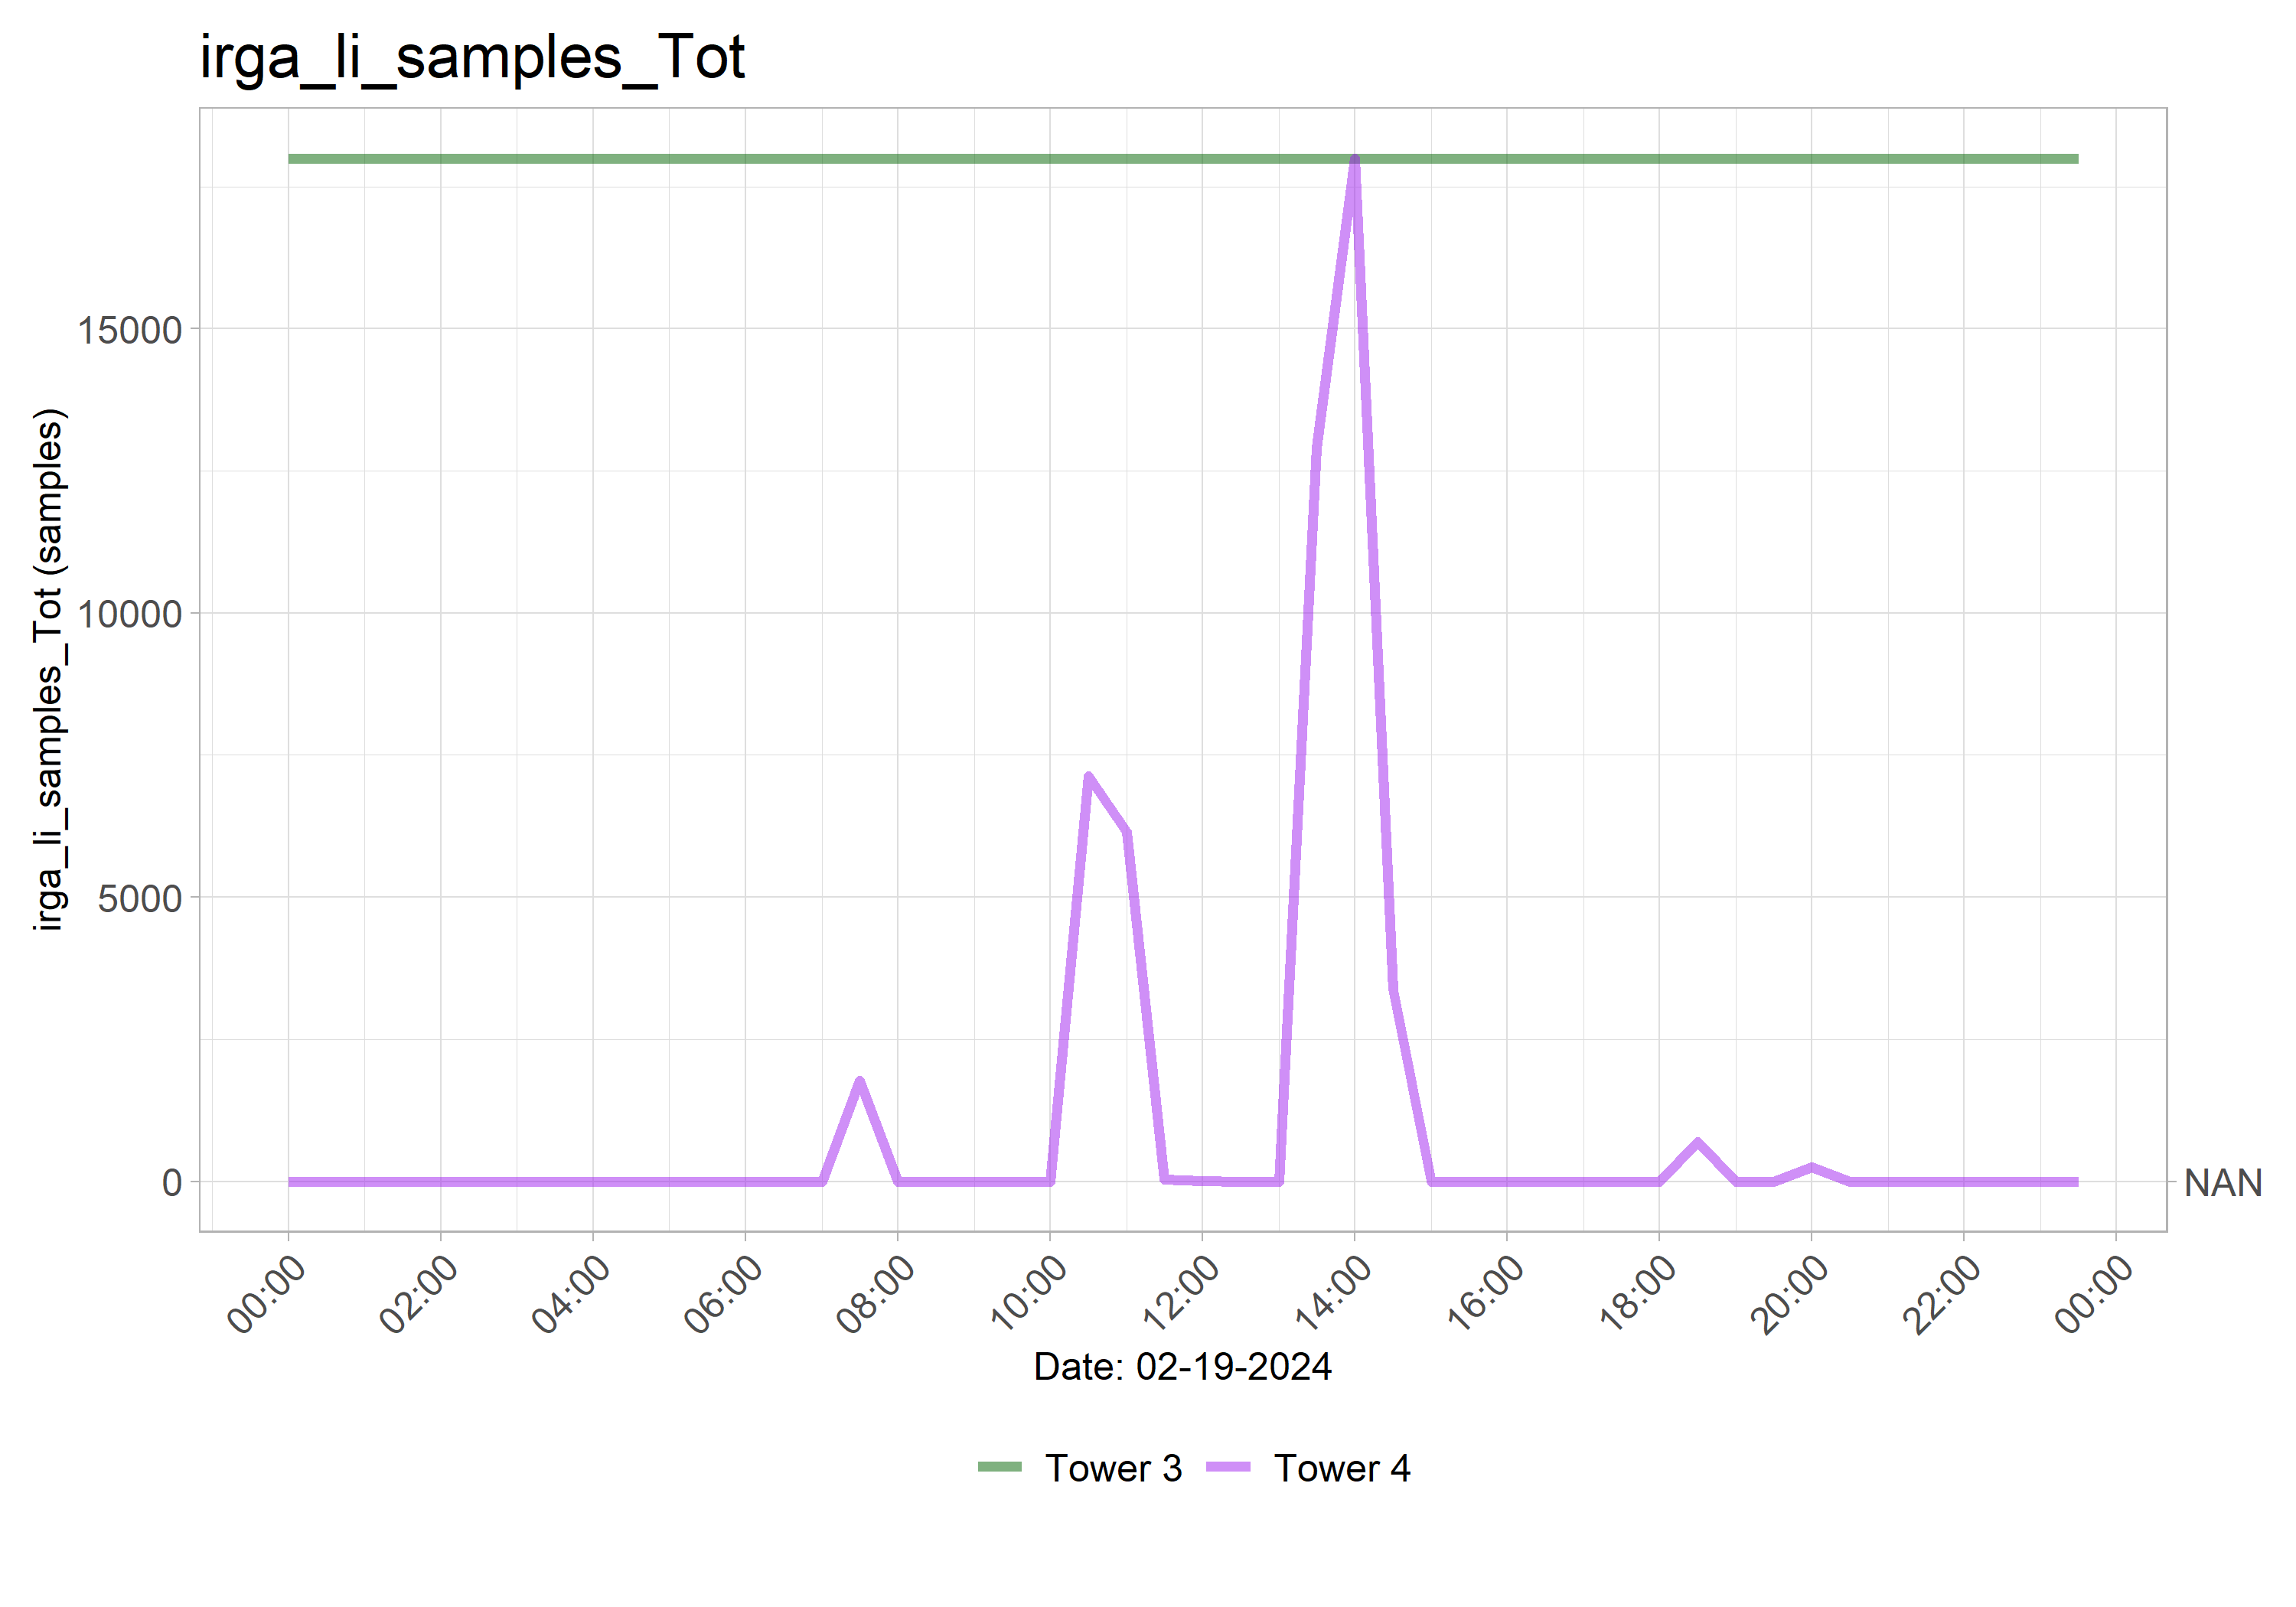 irga_li_samples_Tot
irga_li_samples_Tot (samples)
15000
10000
5000
0
NAN
00:00
02:00
04:00
06:00
08:00
10:00
12:00
14:00
16:00
18:00
20:00
22:00
00:00
Date: 02-19-2024
Tower 3
Tower 4